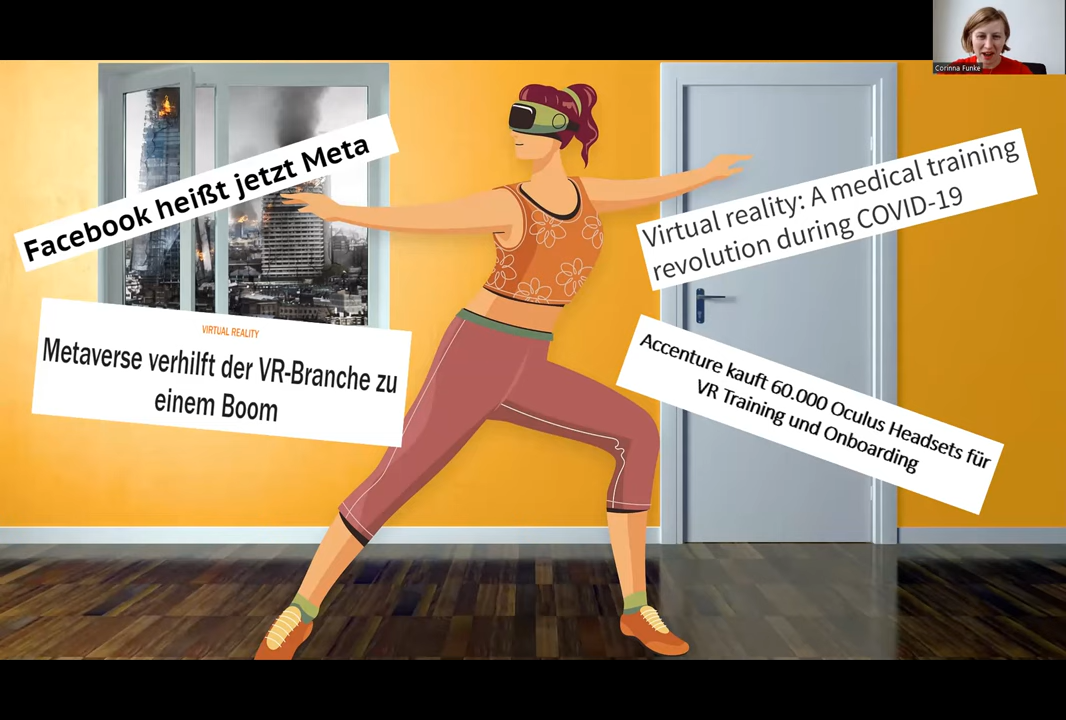 Corinna Funke
Facebook heißt jetzt Meta
Virtual reality: A medical training
revolution during COVID-19
VIRTUAL REALITY
Metaverse verhilft der VR-Branche zu
einem Boom
Accenture kauft 60.000 Oculus Headsets für
VR Training und Onboarding